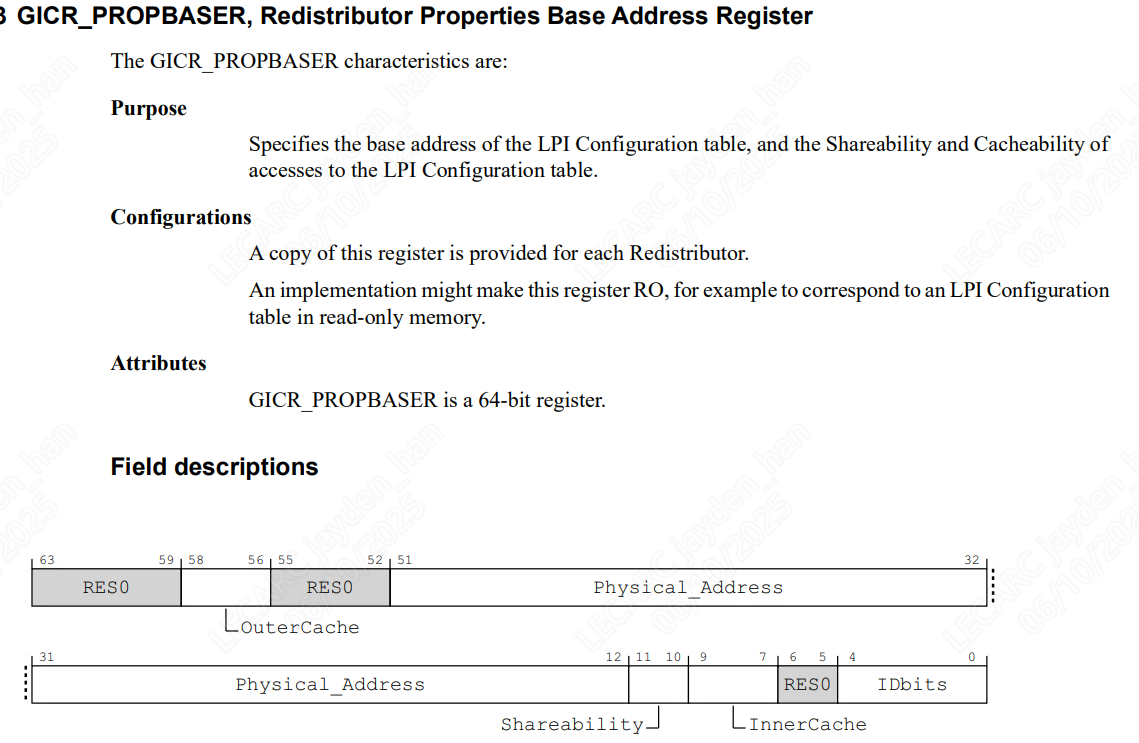 3 GICR_PROPBASER, Redistributor Properties Base Address Register
The GICR_PROPBASER characteristics are:
Purpose
Specifies the base address of the LPI Configuration table, and the Shareability and Cacheability of
accesses to the LPI Configuration table.
Configurations
A copy of this register is provided for each Redistributor.
An implementation might make this register RO, for example to correspond to an LPI Configuration
table in read-only memory.
Attributes
GICR_PROPBASER is a 64-bit register.
Field descriptions
63 59 58 56 55 52 51 32
RES0 RES0 Physical_Address
OuterCache
31 12 11 10 9 7 6 5 4 0
Physical_Address RES0 IDbits
Shareability InnerCache
LECARC jayden_han
06/10/2025